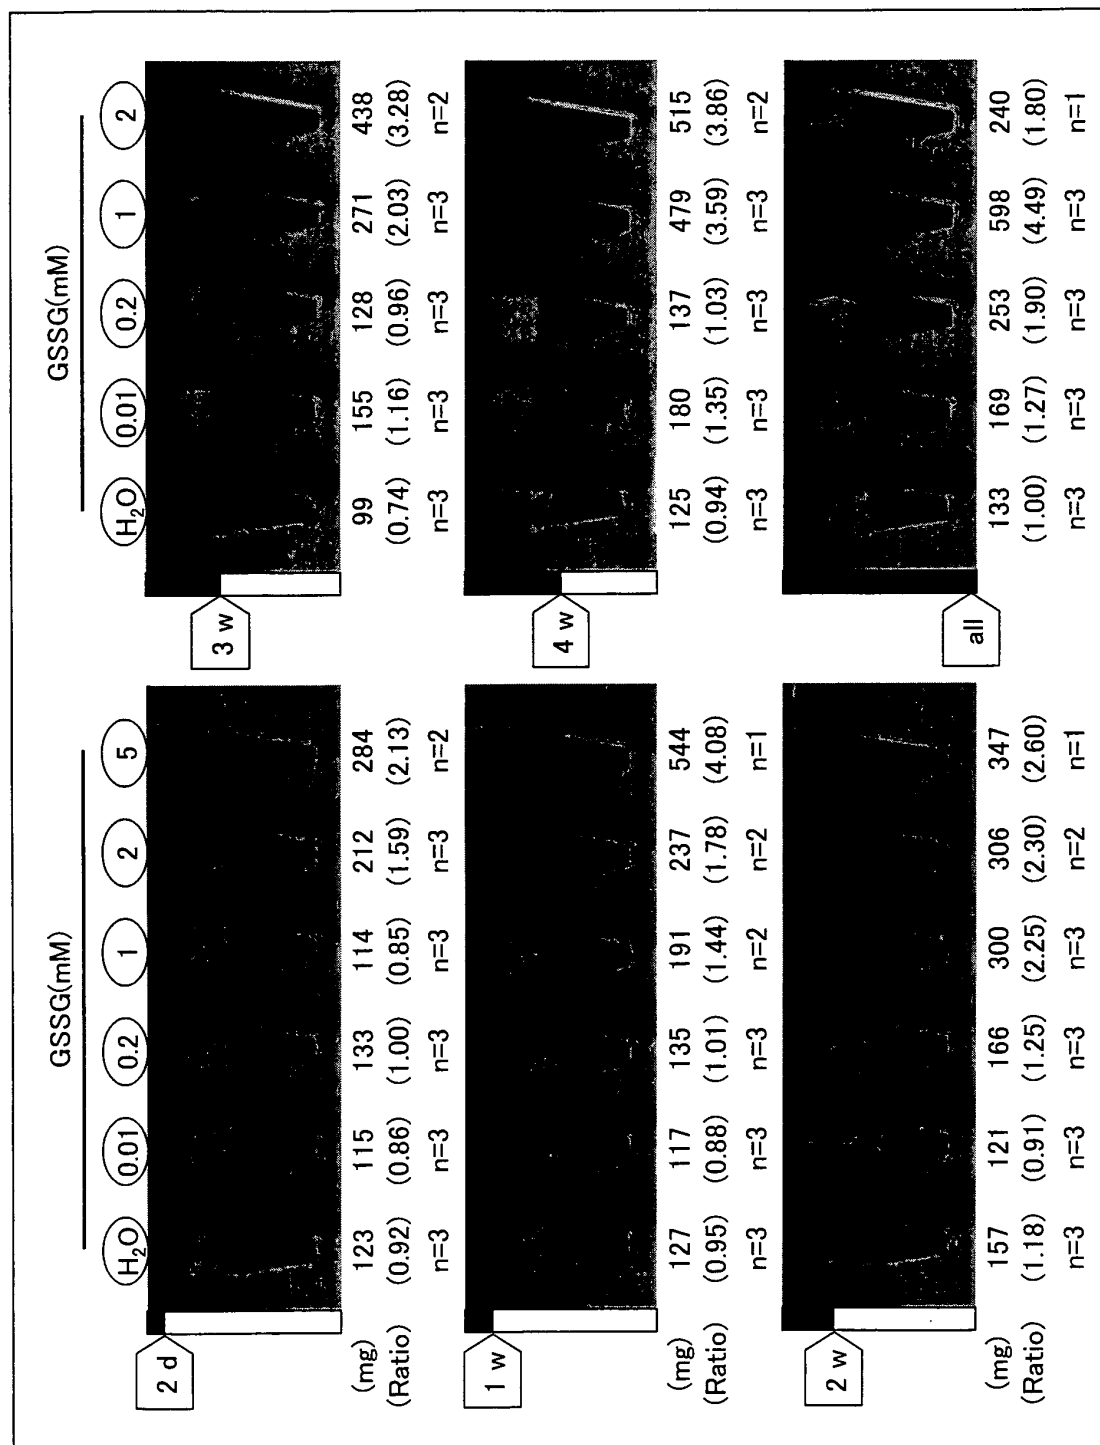 GSSG(mM)
H2O 0.01 0.2 1 2 5
2 d
(mg) 123 115 133 114 212 284
(Ratio) (0.92) (0.86) (1.00) (0.85) (1.59) (2.13)
n=3 n=3 n=3 n=3 n=3 n=2
1 w
(mg) 127 117 135 191 237 544
(Ratio) (0.95) (0.88) (1.01) (1.44) (1.78) (4.08)
n=3 n=3 n=3 n=2 n=2 n=1
2 w
(mg) 157 121 166 300 306 347
(Ratio) (1.18) (0.91) (1.25) (2.25) (2.30) (2.60)
n=3 n=3 n=3 n=3 n=2 n=1
GSSG(mM)
H2O 0.01 0.2 1 2
3 w
99 155 128 271 438
(0.74) (1.16) (0.96) (2.03) (3.28)
n=3 n=3 n=3 n=3 n=2
4 w
125 180 137 479 515
(0.94) (1.35) (1.03) (3.59) (3.86)
n=3 n=3 n=3 n=3 n=2
all
133 169 253 598 240
(1.00) (1.27) (1.90) (4.49) (1.80)
n=3 n=3 n=3 n=3 n=1